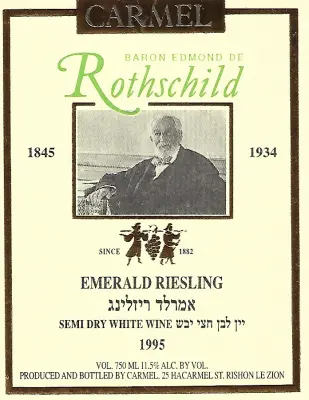 CARMEL
BARON EDMOND DE
Rothschild
1845 1934
SINCE 1882
EMERALD RIESLING
אמרלד ריזלינג
SEMI DRY WHITE WINE יין לבן חצי יבש
1995
VOL. 750 ML 11.5% ALC. BY VOL.
PRODUCED AND BOTTLED BY CARMEL. 25 HACARMEL ST. RISHON LE ZION